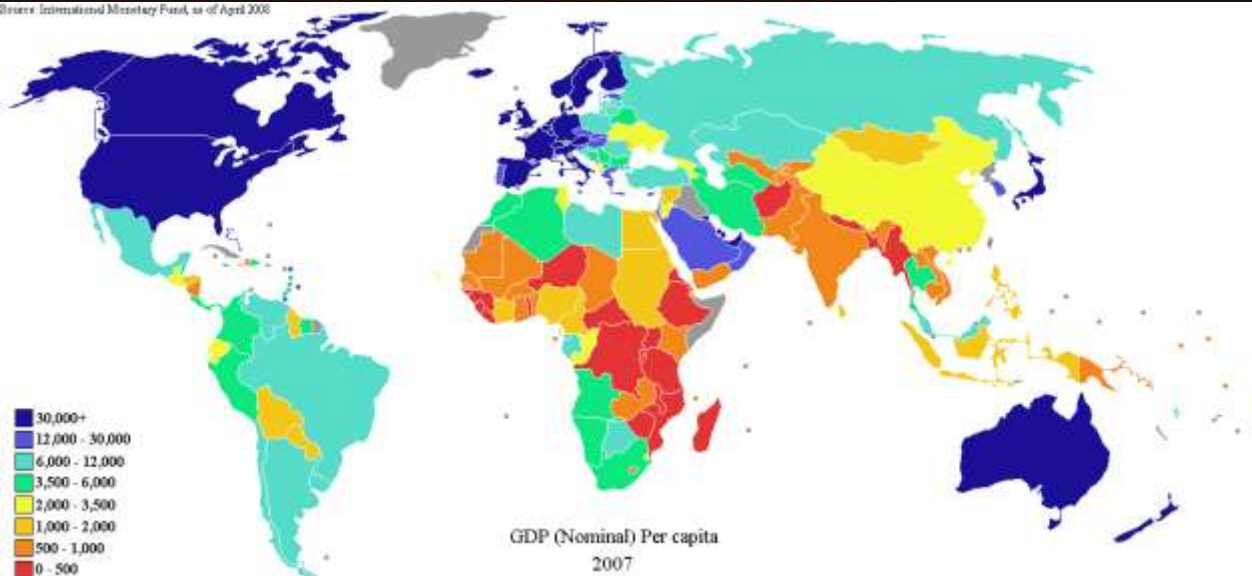 Source: International Monetary Fund, as of April 2008
30,000+
12,000 - 30,000
6,000 - 12,000
3,500 - 6,000
2,000 - 3,500
1,000 - 2,000
500 - 1,000
0 - 500
GDP (Nominal) Per capita
2007